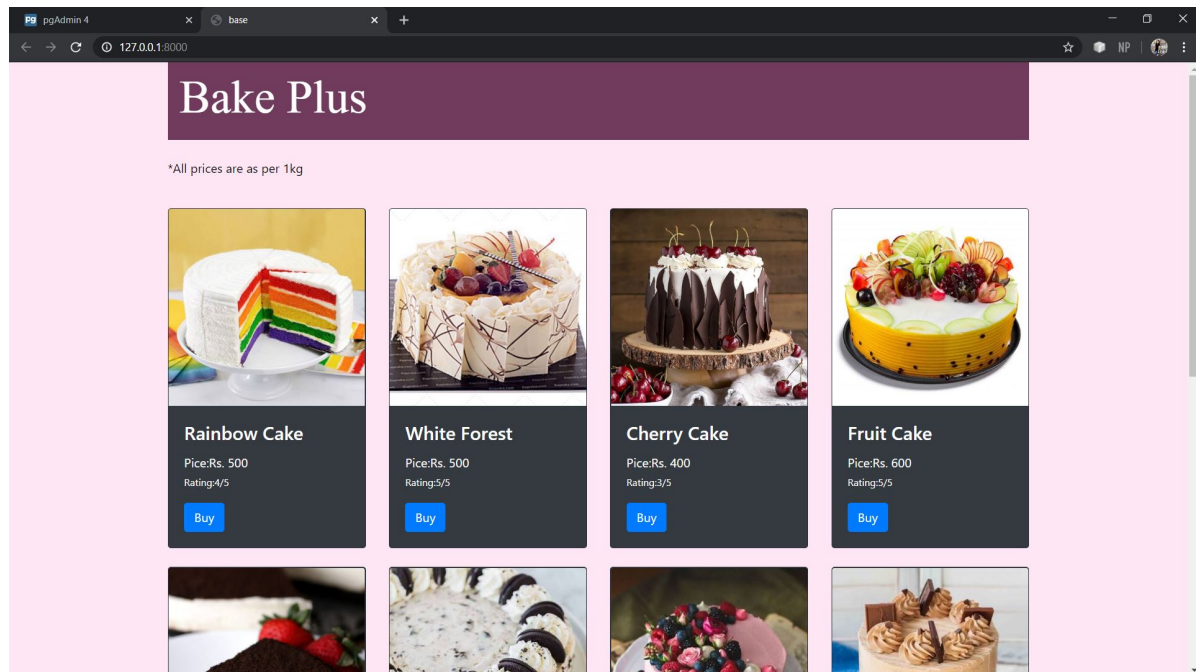 pgAdmin 4
base
127.0.0.1:8000
NP
Bake Plus
*All prices are as per 1kg
Rainbow Cake
Pice:Rs. 500
Rating:4/5
Buy
White Forest
Pice:Rs. 500
Rating:5/5
Buy
Cherry Cake
Pice:Rs. 400
Rating:3/5
Buy
Fruit Cake
Pice:Rs. 600
Rating:5/5
Buy